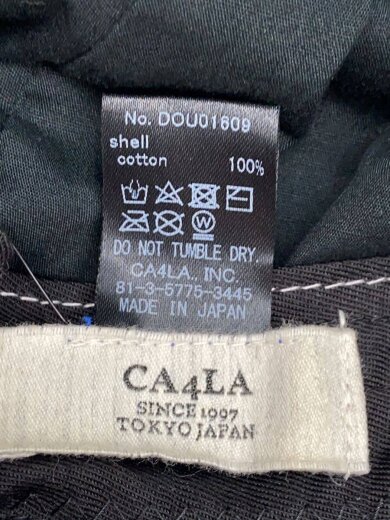 No. DOU01609
shell
cotton 100%
W
DO NOT TUMBLE DRY.
CA4LA. INC.
81-3-5775-3445
MADE IN JAPAN
CA4LA
SINCE 1997
TOKYO JAPAN